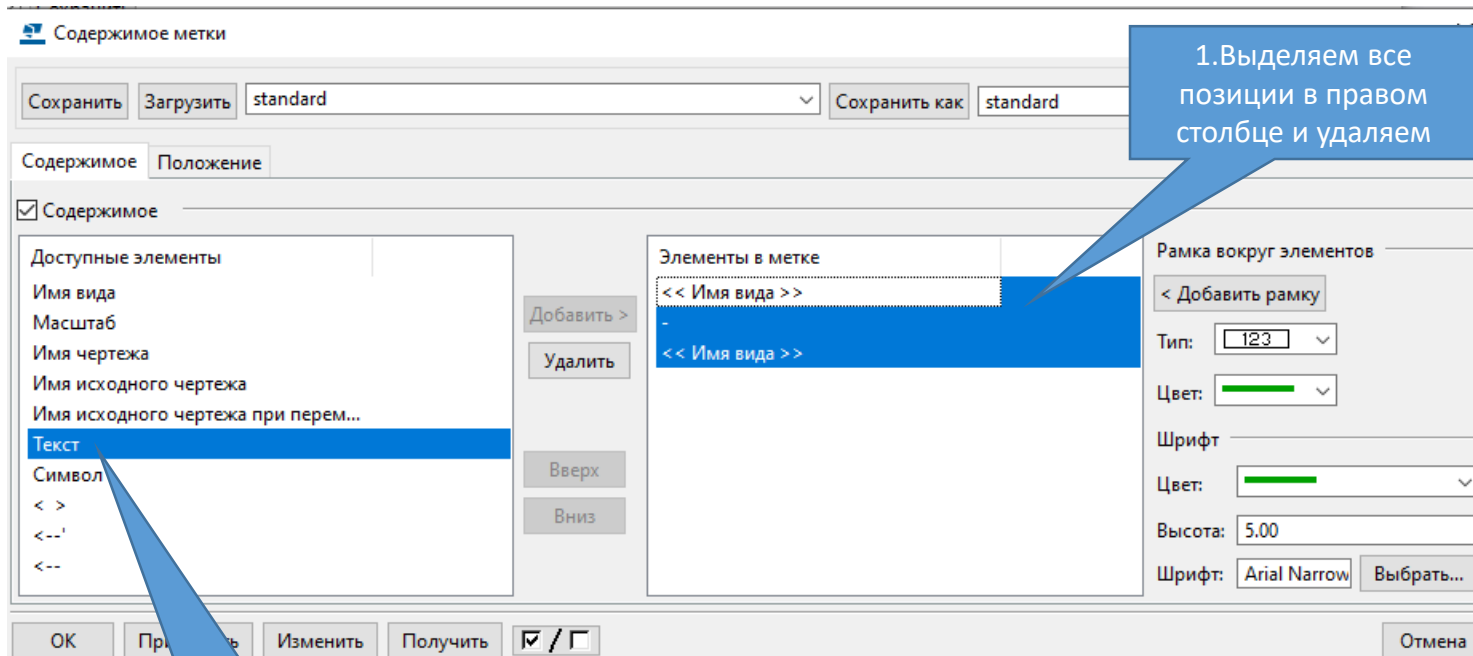 Содержимое метки
1.Выделяем все
позиции в правом
столбце и удаляем
Сохранить Загрузить standard Сохранить как standard
Содержимое Положение
Содержимое
Доступные элементы
Имя вида
Масштаб
Имя чертежа
Имя исходного чертежа
Имя исходного чертежа при перем...
Текст
Символ
< >
<--'
<--
Добавить >
Удалить
Вверх
Вниз
Элементы в метке
<< Имя вида >>
-
<< Имя вида >>
Рамка вокруг элементов
< Добавить рамку
Тип: 123
Цвет:
Шрифт
Цвет:
Высота: 5.00
Шрифт: Arial Narrow Выбрать...
ОК Изменить Получить / Отмена